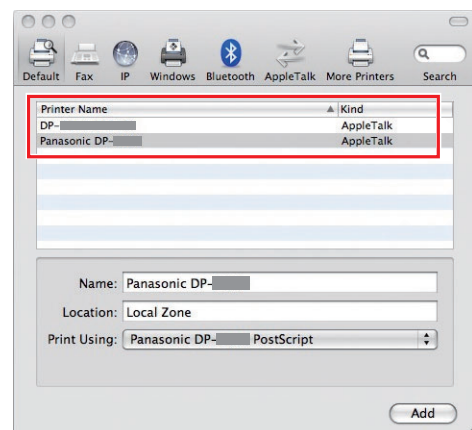 Default Fax IP Windows Bluetooth AppleTalk More Printers Search
Printer Name Kind
DP- AppleTalk
Panasonic DP- AppleTalk
Name: Panasonic DP-
Location: Local Zone
Print Using: Panasonic DP- PostScript
Add